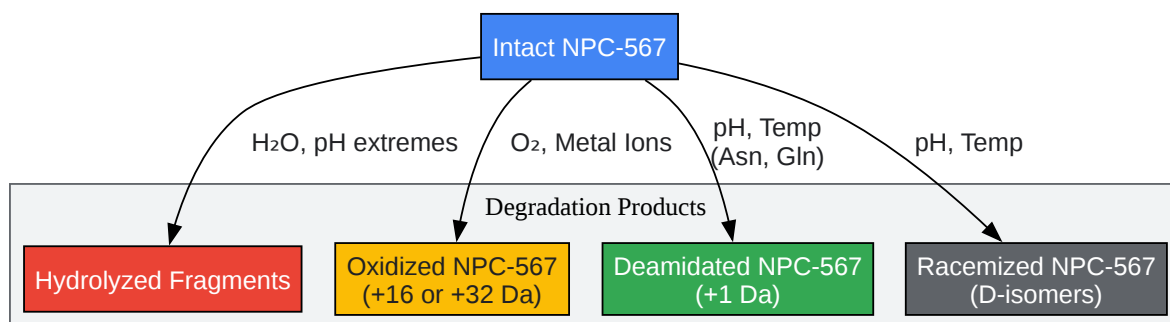 Intact NPC-567
H₂O, pH extremes
O₂, Metal Ions
pH, Temp
(Asn, Gln)
pH, Temp
Degradation Products
Hydrolyzed Fragments
Oxidized NPC-567
(+16 or +32 Da)
Deamidated NPC-567
(+1 Da)
Racemized NPC-567
(D-isomers)